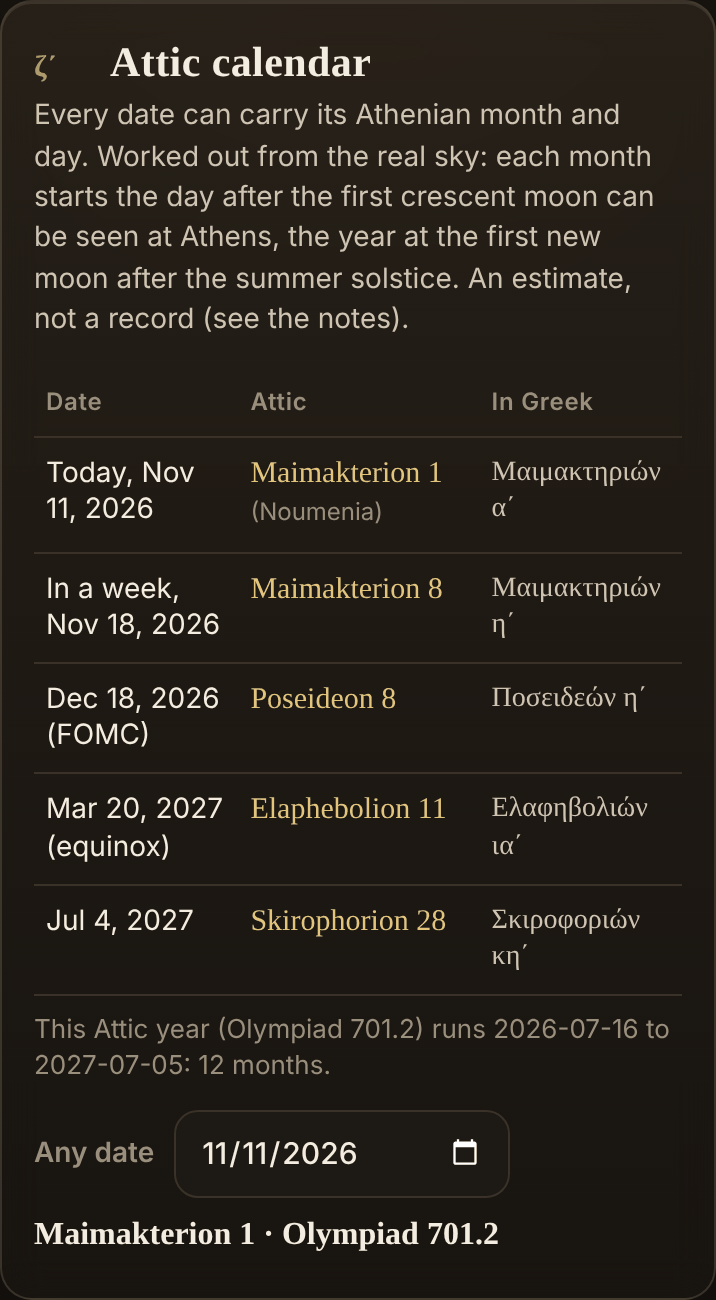 ζ΄ Attic calendar
Every date can carry its Athenian month and
day. Worked out from the real sky: each month
starts the day after the first crescent moon can
be seen at Athens, the year at the first new
moon after the summer solstice. An estimate,
not a record (see the notes).
Date Attic In Greek
Today, Nov Maimakterion 1 Μαιμακτηριών
11, 2026 (Noumenia) α΄
In a week, Maimakterion 8 Μαιμακτηριών
Nov 18, 2026 η΄
Dec 18, 2026 Poseideon 8 Ποσειδεών η΄
(FOMC)
Mar 20, 2027 Elaphebolion 11 Ελαφηβολιών
(equinox) ια΄
Jul 4, 2027 Skirophorion 28 Σκιροφοριών
κη΄
This Attic year (Olympiad 701.2) runs 2026-07-16 to
2027-07-05: 12 months.
Any date 11/11/2026
Maimakterion 1 · Olympiad 701.2